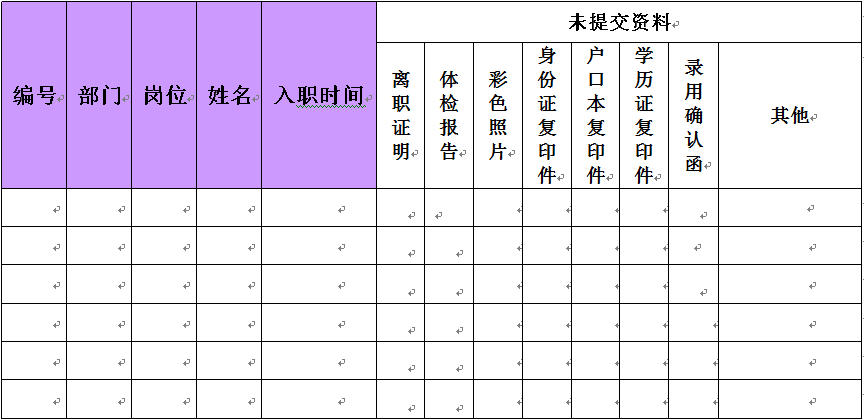 未提交资料
编号
部门
岗位
姓名
入职时间
离职证明
体检报告
彩色照片
身份证复印件
户口本复印件
学历证复印件
录用确认函
其他